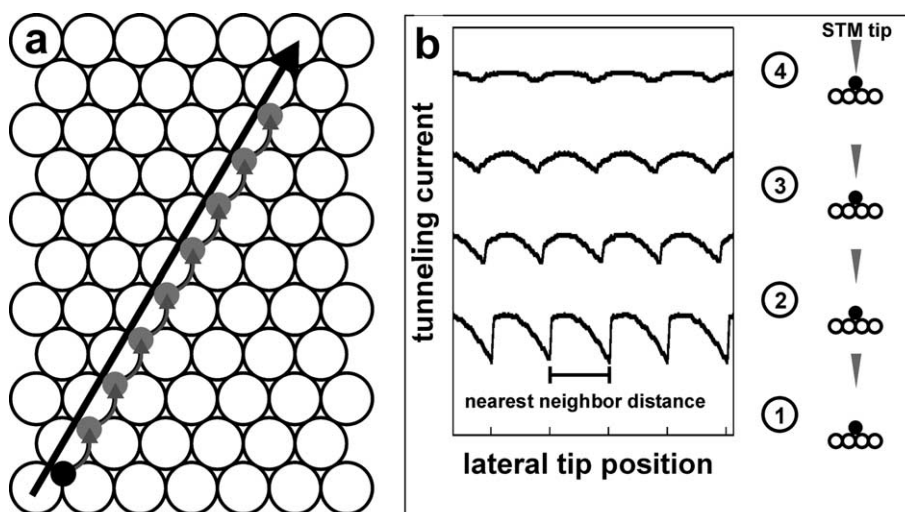 a
b
STM tip
4
3
2
1
tunneling current
nearest neighbor distance
lateral tip position